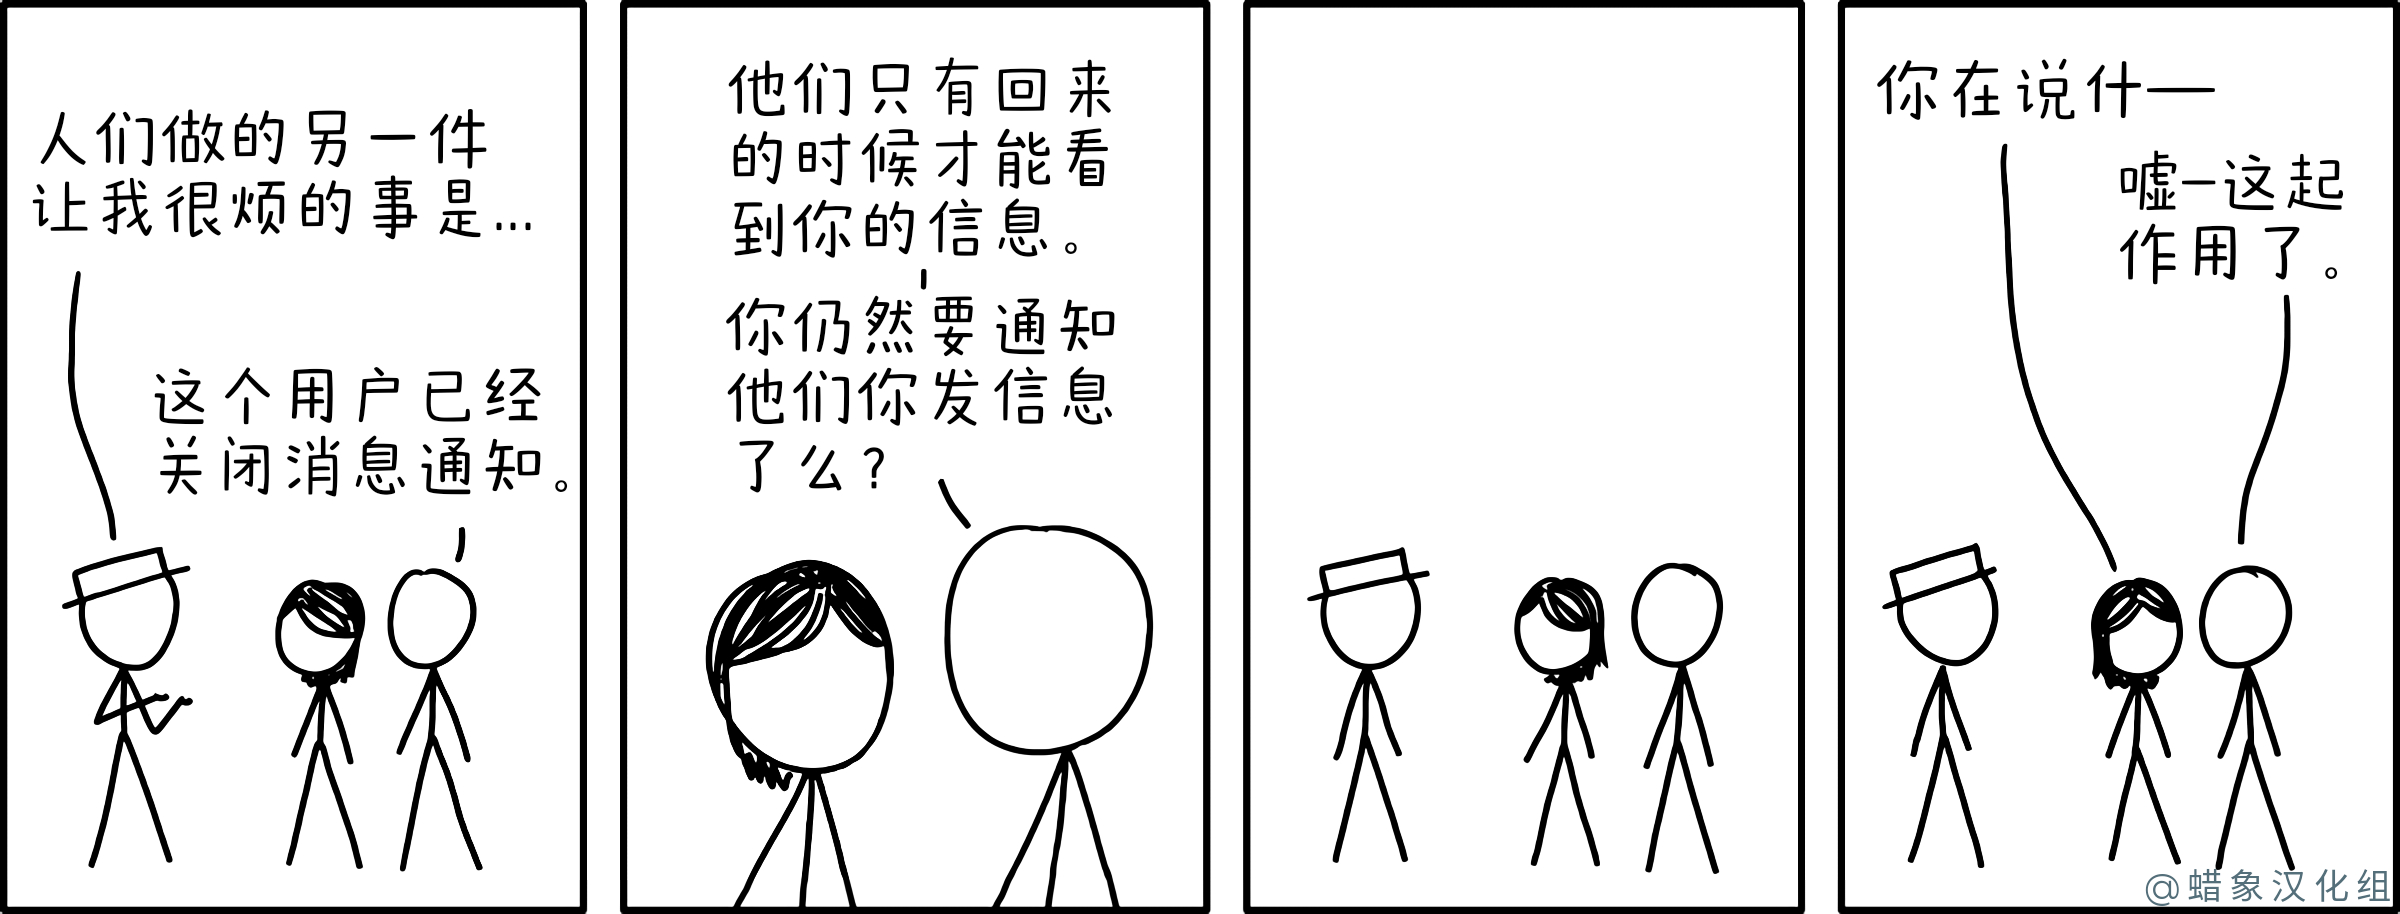 人们做的另一件
让我很烦的事是...
这个用户已经
关闭消息通知。
他们只有回来
的时候才能看
到你的信息。
你仍然要通知
他们你发信息
了么？
你在说什—
嘘-这起
作用了。
@蜡象汉化组